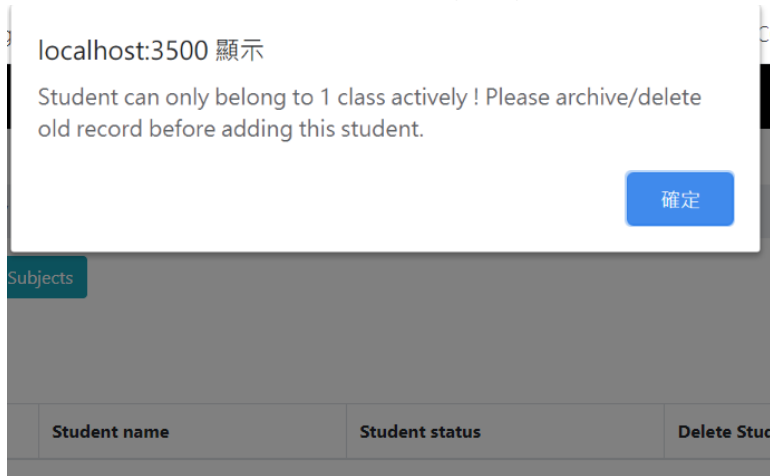 localhost:3500 顯示
Student can only belong to 1 class actively ! Please archive/delete
old record before adding this student.
確定
Subjects
Student name
Student status
Delete